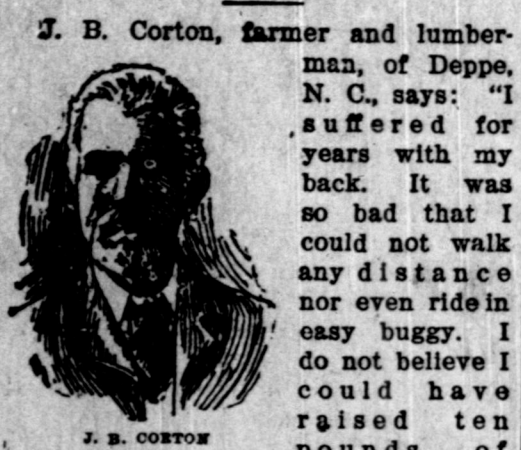 J. B. Corton, farmer and lumber-
man, of Deppe,
N. C., says: "I
suffered for
years with my
back. It was
so bad that I
could not walk
any distance
nor even ride in
easy buggy. I
do not believe I
could have
raised ten
pounds of
J. B. CORTON